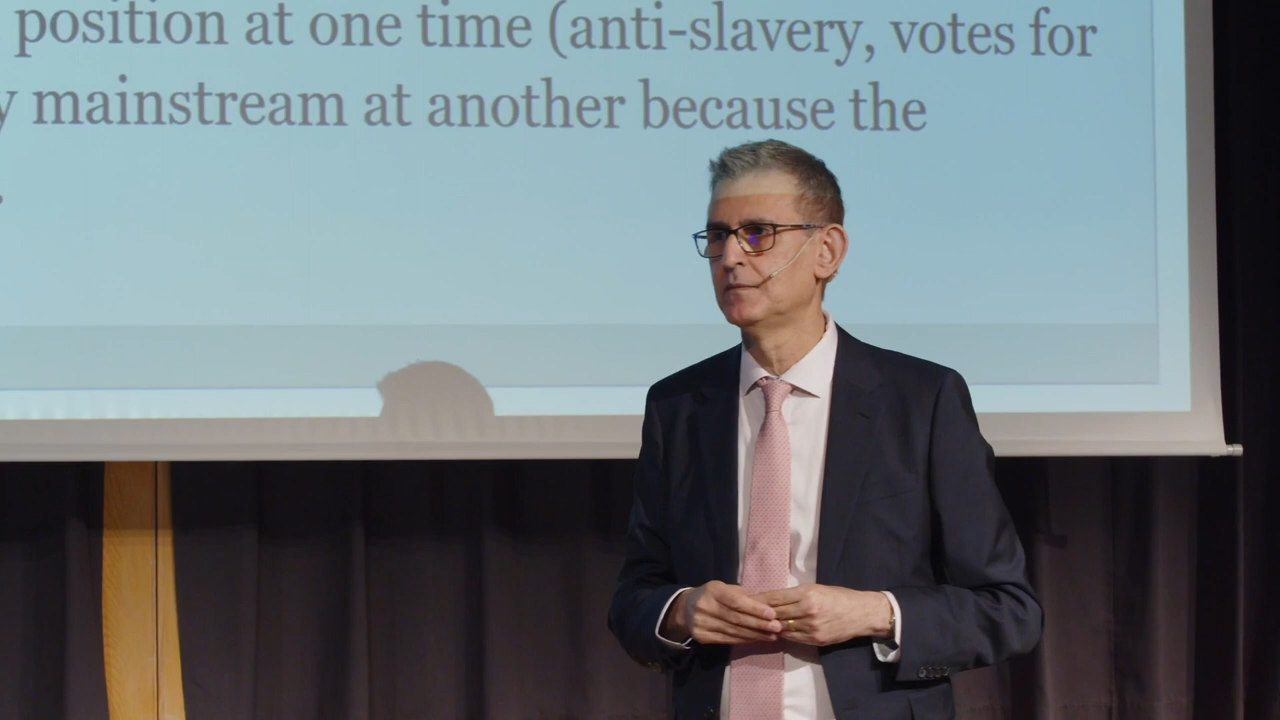 position at one time (anti-slavery, votes for
mainstream at another because the